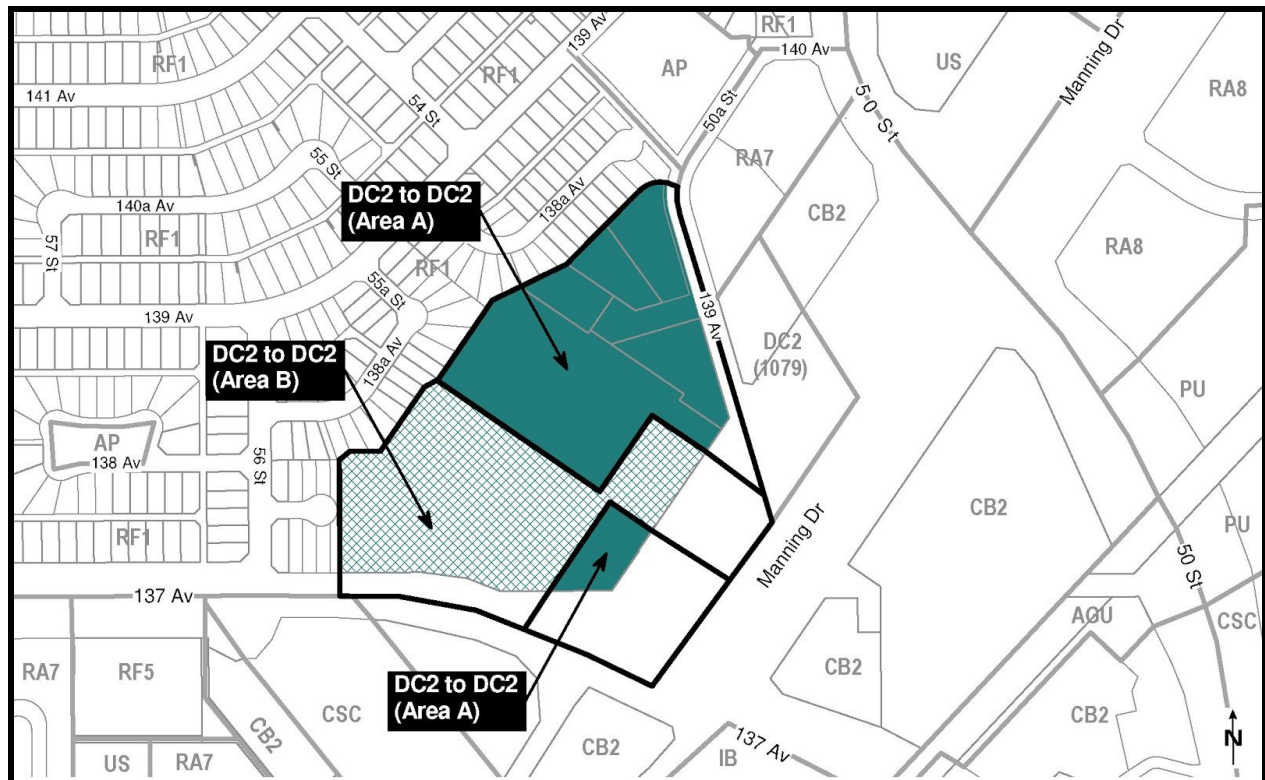 RF1
139 Av
RF1
140 Av
US
Manning Dr
RF1
AP
RA8
141 Av
54 St
50a St
50 St
55 St
RA7
DC2 to DC2
(Area A)
138a Av
140a Av
CB2
RF1
57 St
RA8
RF1
55a St
139 Av
139 Av
DC2 to DC2
(Area B)
138a Av
DC2
(1079)
PU
AP
138 Av
56 St
CB2
RF1
PU
Manning Dr
50 St
137 Av
AGU
CSC
RA7
RF5
CB2
DC2 to DC2
(Area A)
CSC
CB2
CB2
CB2
137 Av
IB
US
RA7
N